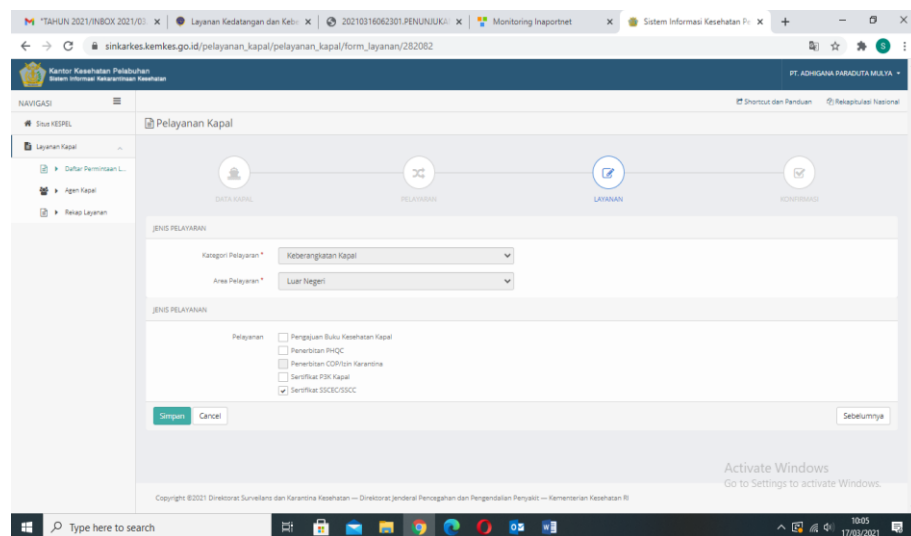 *TAHUN 2021/INBOX 2021/03.
Layanan Kedatangan dan Kebe
20210316062301.PENUNJUKA
Monitoring Inaportnet
Sistem Informasi Kesehatan Pe
sinkarkes.kemkes.go.id/pelayanan_kapal/pelayanan_kapal/form_layanan/282082
S
Kantor Kesehatan Pelabuhan
Sistem Informasi Kekarantinaan Kesehatan
PT. ADHIGANA PARADUTA MULYA
NAVIGASI
Shortcut dan Panduan
Rekapitulasi Nasional
Situs KESPEL
Pelayanan Kapal
Layanan Kapal
Daftar Permintaan L...
Agen Kapal
Rekap Layanan
DATA KAPAL
PELAYARAN
LAYANAN
KONFIRMASI
JENIS PELAYARAN
Kategori Pelayaran *
Keberangkatan Kapal
Area Pelayaran *
Luar Negeri
JENIS PELAYANAN
Pelayanan
Pengajuan Buku Kesehatan Kapal
Penerbitan PHQC
Penerbitan COP/Izin Karantina
Sertifikat P3K Kapal
Sertifikat SSCEC/SSCC
Simpan
Cancel
Sebelumnya
Activate Windows
Go to Settings to activate Windows.
Copyright ©2021 Direktorat Surveilans dan Karantina Kesehatan — Direktorat Jenderal Pencegahan dan Pengendalian Penyakit — Kementerian Kesehatan RI
Type here to search
10:05
17/03/2021